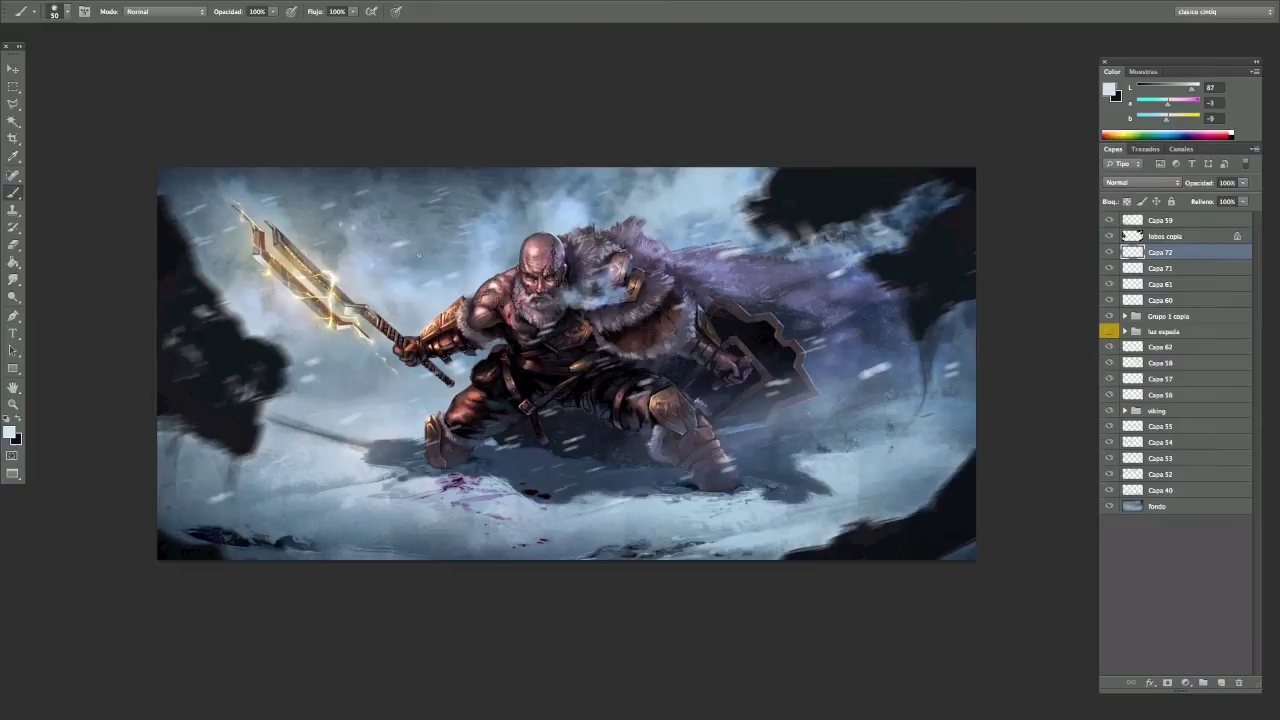 50 Modo: Normal Opacidad: 100% Flujo: 100% clasico cintiq
Color Muestras
L 87
a -3
b -9
Capas Trazados Canales
Tipo
Normal Opacidad: 100%
Bloq.: Relleno: 100%
Capa 59
lobos copia
Capa 72
Capa 71
Capa 61
Capa 60
Grupo 1 copia
luz espada
Capa 62
Capa 58
Capa 57
Capa 56
viking
Capa 55
Capa 54
Capa 53
Capa 52
Capa 40
fondo